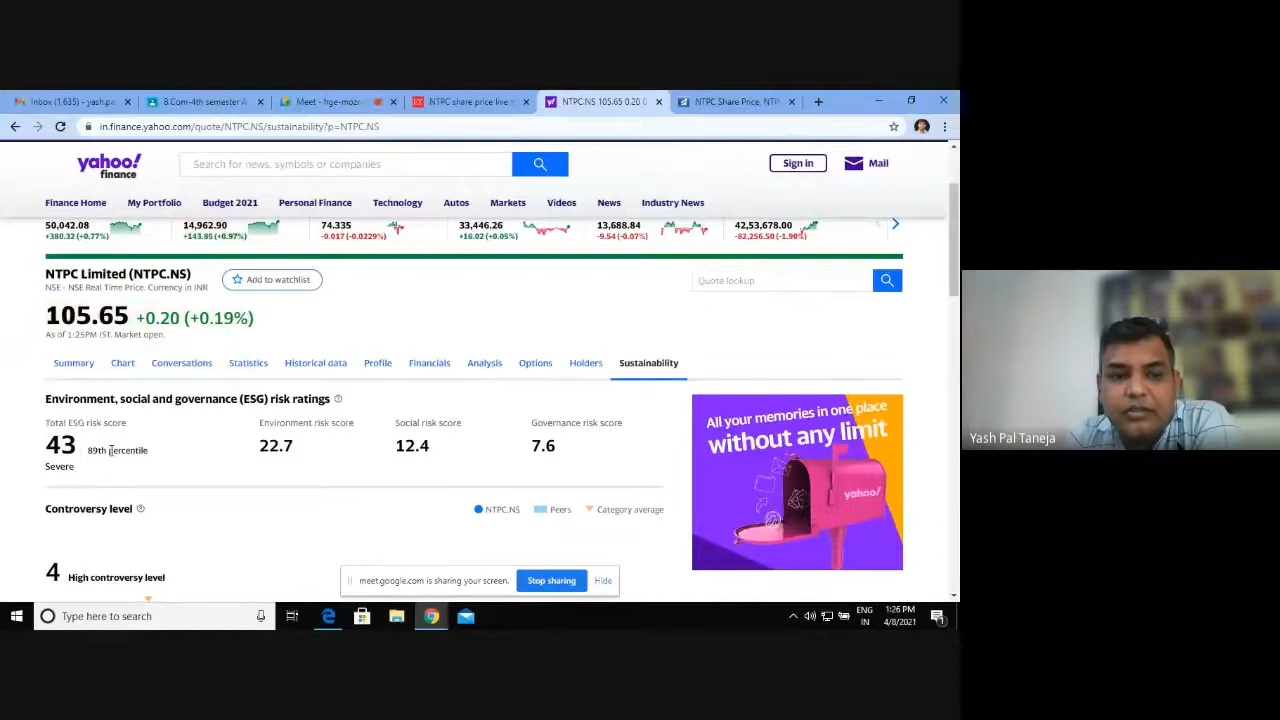 Inbox (1,635) - yash.pa
B.Com-4th semester A
Meet - hge-mozr-
NTPC share price live
NTPC.NS 105.65 0.20 0
NTPC Share Price, NTP
in.finance.yahoo.com/quote/NTPC.NS/sustainability?p=NTPC.NS
yahoo!
finance
Search for news, symbols or companies
Sign in
Mail
Finance Home
My Portfolio
Budget 2021
Personal Finance
Technology
Autos
Markets
Videos
News
Industry News
50,042.08
14,962.90
74.335
33,446.26
13,688.84
42,53,678.00
+380.32 (+0.77%)
+143.85 (+0.97%)
-0.017 (-0.0229%)
+16.02 (+0.05%)
-9.54 (-0.07%)
-82,256.50 (-1.90%)
NTPC Limited (NTPC.NS)
Add to watchlist
Quote lookup
NSE - NSE Real Time Price. Currency in INR
105.65 +0.20 (+0.19%)
As of 1:25PM IST. Market open.
Summary
Chart
Conversations
Statistics
Historical data
Profile
Financials
Analysis
Options
Holders
Sustainability
Environment, social and governance (ESG) risk ratings
Total ESG risk score
Environment risk score
Social risk score
Governance risk score
43 89th percentile
22.7
12.4
7.6
Severe
Controversy level
NTPC.NS
Peers
Category average
4 High controversy level
All your memories in one place
without any limit
yahoo!
meet.google.com is sharing your screen.
Stop sharing
Hide
Type here to search
ENG
IN
1:26 PM
4/8/2021
1
Yash Pal Taneja